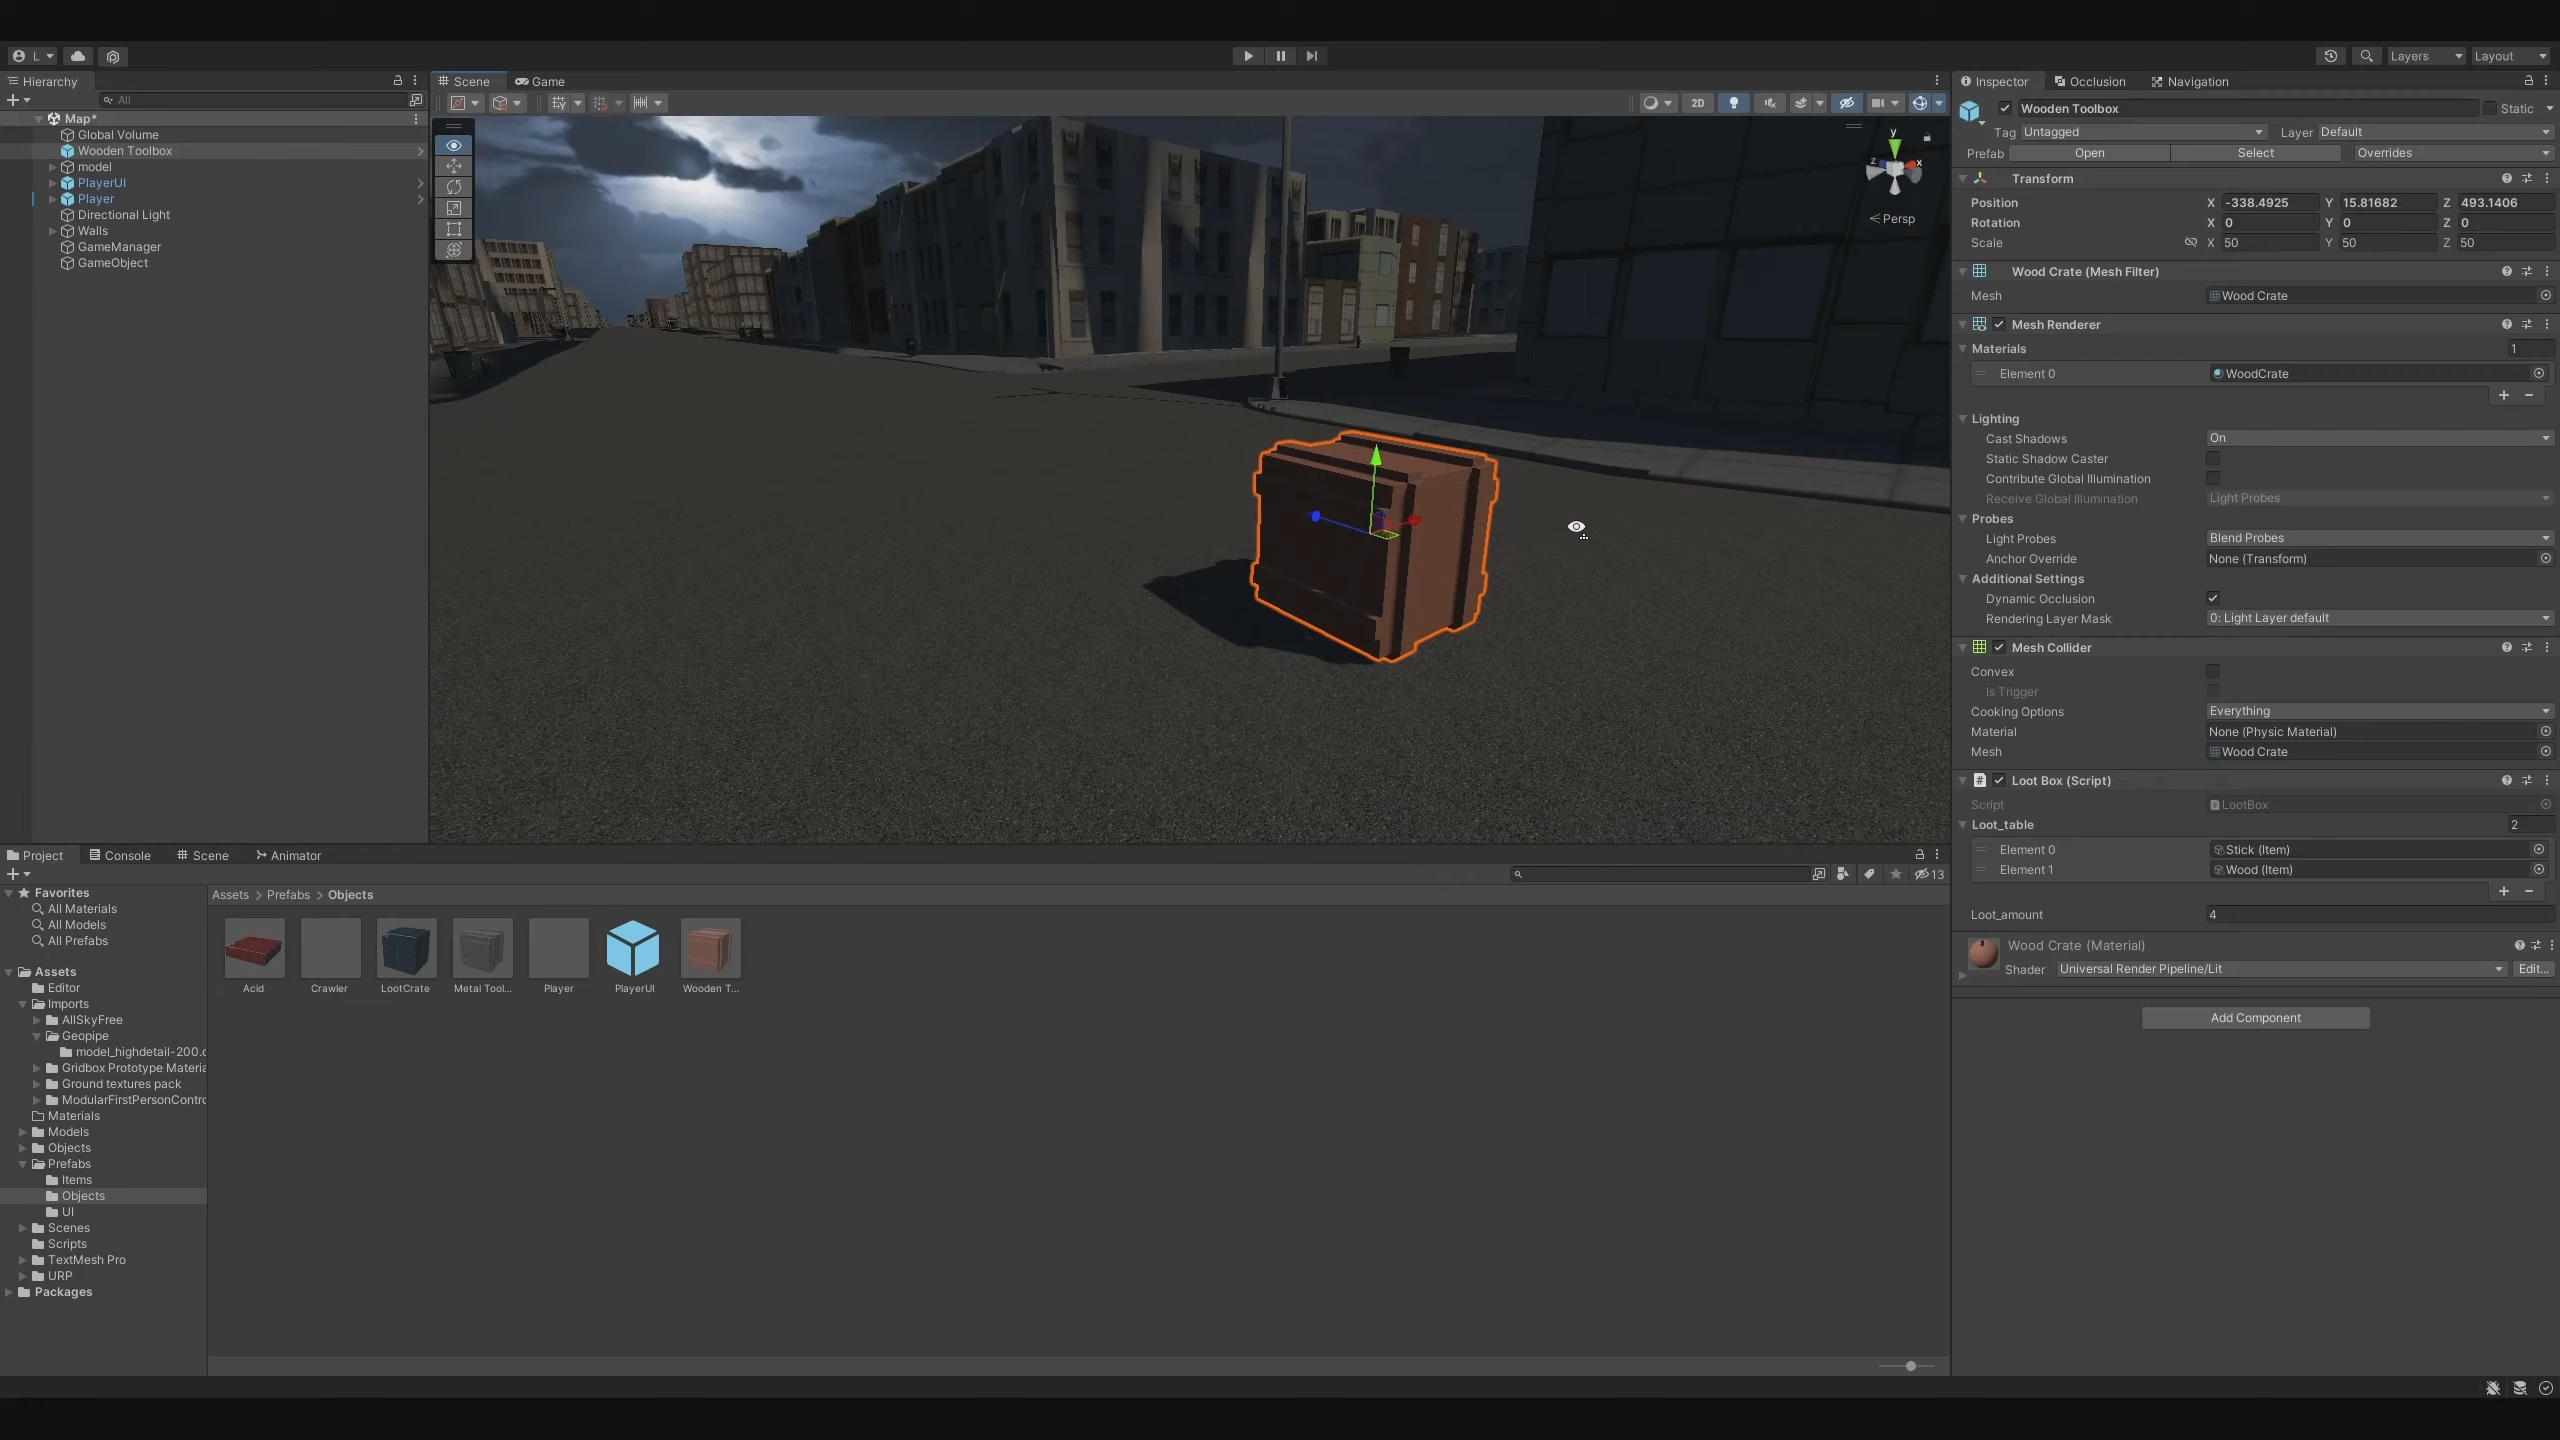 L
Layers
Layout
Hierarchy
All
Map*
Global Volume
Wooden Toolbox
model
PlayerUI
Player
Directional Light
Walls
GameManager
GameObject
Scene
Game
2D
y
z
x
Persp
Inspector
Occlusion
Navigation
Wooden Toolbox
Static
Tag
Untagged
Layer
Default
Prefab
Open
Select
Overrides
Transform
Position X -338.4925 Y 15.81682 Z 493.1406
Rotation X 0 Y 0 Z 0
Scale X 50 Y 50 Z 50
Wood Crate (Mesh Filter)
Mesh Wood Crate
Mesh Renderer
Materials 1
Element 0 WoodCrate
Lighting
Cast Shadows On
Static Shadow Caster
Contribute Global Illumination
Receive Global Illumination Light Probes
Probes
Light Probes Blend Probes
Anchor Override None (Transform)
Additional Settings
Dynamic Occlusion
Rendering Layer Mask 0: Light Layer default
Mesh Collider
Convex
Is Trigger
Cooking Options Everything
Material None (Physic Material)
Mesh Wood Crate
Loot Box (Script)
Script LootBox
Loot_table 2
Element 0 Stick (Item)
Element 1 Wood (Item)
Loot_amount 4
Wood Crate (Material)
Shader Universal Render Pipeline/Lit Edit...
Add Component
Project
Console
Scene
Animator
13
Favorites
All Materials
All Models
All Prefabs
Assets
Editor
Imports
AllSkyFree
Geopipe
model_highdetail-200.c
Gridbox Prototype Materia
Ground textures pack
ModularFirstPersonContro
Materials
Models
Objects
Prefabs
Items
Objects
UI
Scenes
Scripts
TextMesh Pro
URP
Packages
Assets > Prefabs > Objects
Acid
Crawler
LootCrate
Metal Tool...
Player
PlayerUI
Wooden T...